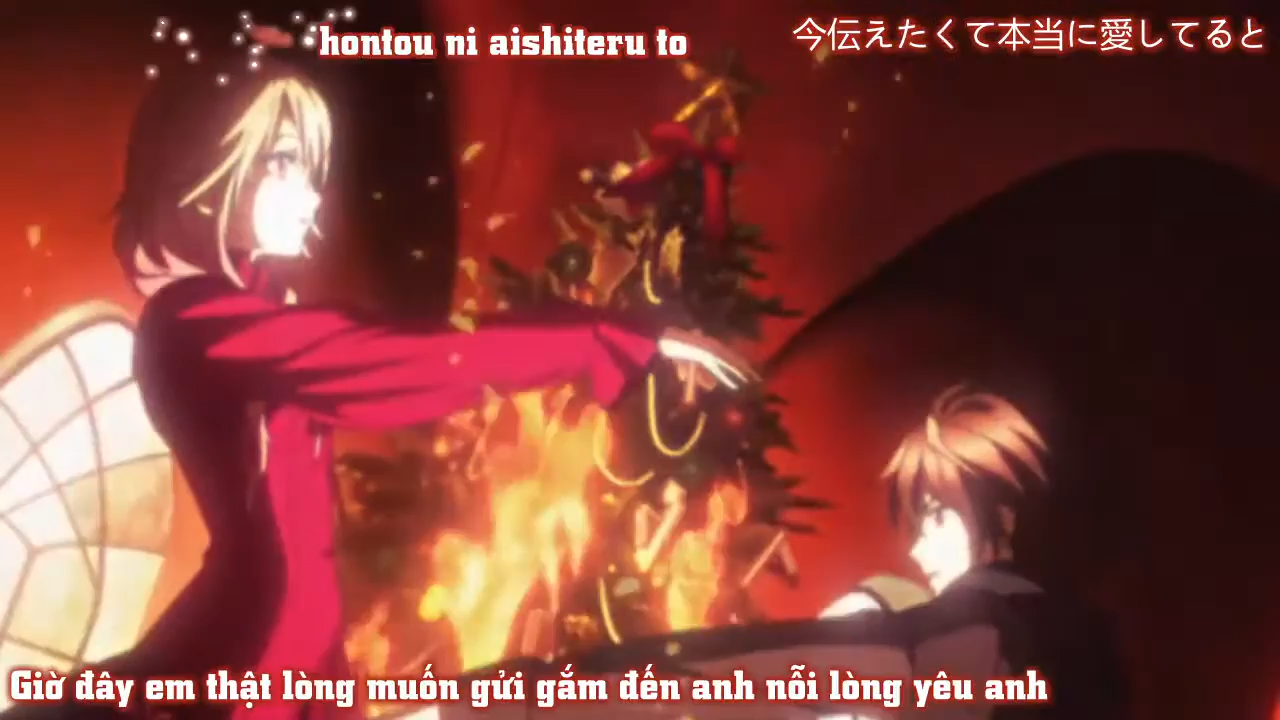 hontou ni aishiteru to
今伝えたくて本当に愛してると
Giờ đây em thật lòng muốn gửi gắm đến anh nỗi lòng yêu anh